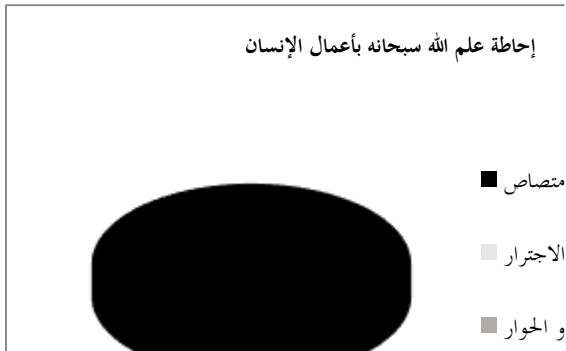 إحاطة علم الله سبحانه بأعمال الإنسان
متصاص
الاجترار
و الحوار